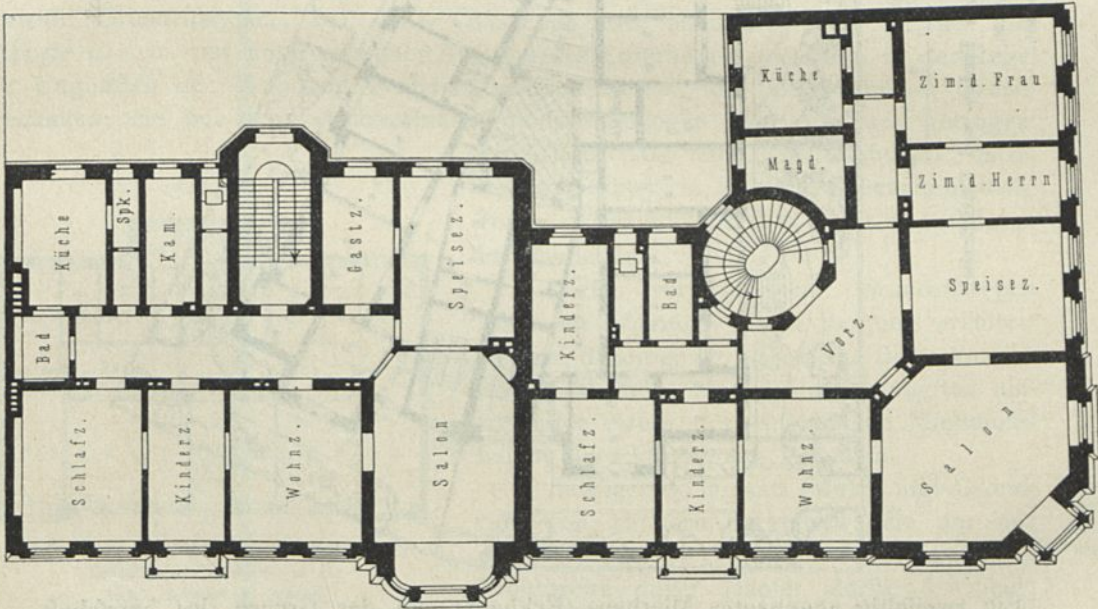 Küche
Zim. d. Frau
Magd.
Zim. d. Herrn
Küche
Spk.
Kam
Gastz.
Speisez.
Kinderz.
Bad
Vorz.
Speisez.
Bad
Schlafz.
Kinderz.
Wohnz.
Salon
Schlafz
Kinderz.
Wohnz
Salon